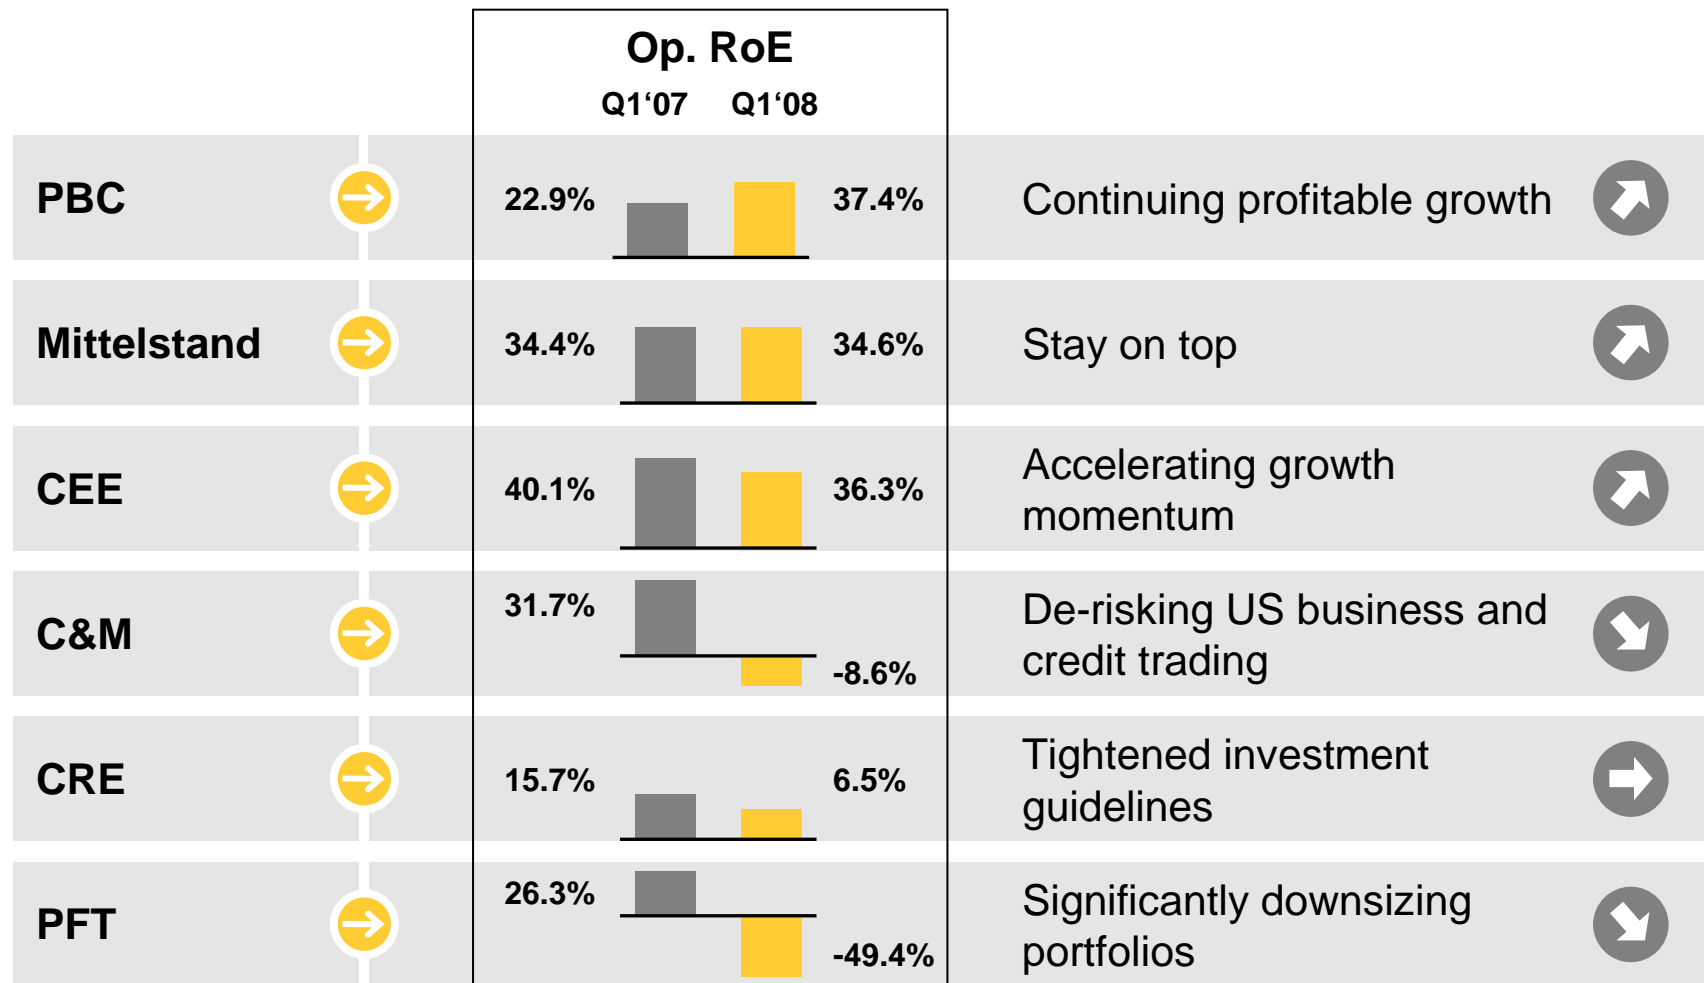 Op. RoE
Q1‘07 Q1‘08
PBC 22.9% 37.4% Continuing profitable growth
Mittelstand 34.4% 34.6% Stay on top
CEE 40.1% 36.3% Accelerating growth
momentum
C&M 31.7% -8.6% De-risking US business and
credit trading
CRE 15.7% 6.5% Tightened investment
guidelines
PFT 26.3% -49.4% Significantly downsizing
portfolios